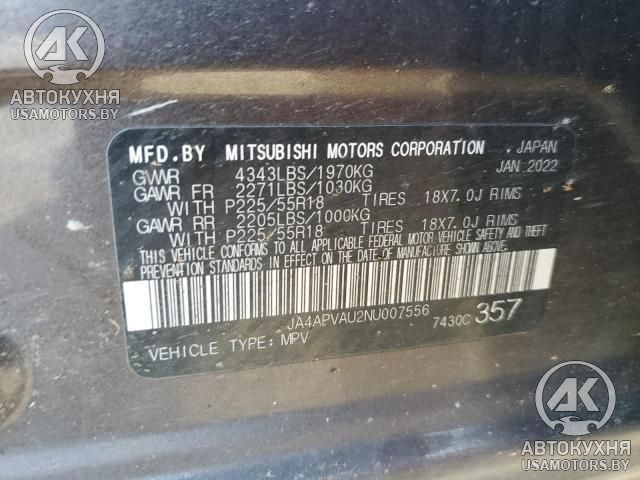 АК
АВТОКУХНЯ
USAMOTORS.BY
MFD.BY MITSUBISHI MOTORS CORPORATION JAPAN
GVWR 4343LBS/1970KG JAN.2022
GAWR FR 2271LBS/1030KG
WITH P225/55R18 TIRES 18X7.0J RIMS
GAWR RR 2205LBS/1000KG
WITH P225/55R18 TIRES 18X7.0J RIMS
THIS VEHICLE CONFORMS TO ALL APPLICABLE FEDERAL MOTOR VEHICLE SAFETY AND THEFT
PREVENTION STANDARDS IN EFFECT ON THE DATE OF MANUFACTURE SHOWN ABOVE.
JA4APVAU2NU007556
7430C 357
VEHICLE TYPE: MPV
АК
АВТОКУХНЯ
USAMOTORS.BY